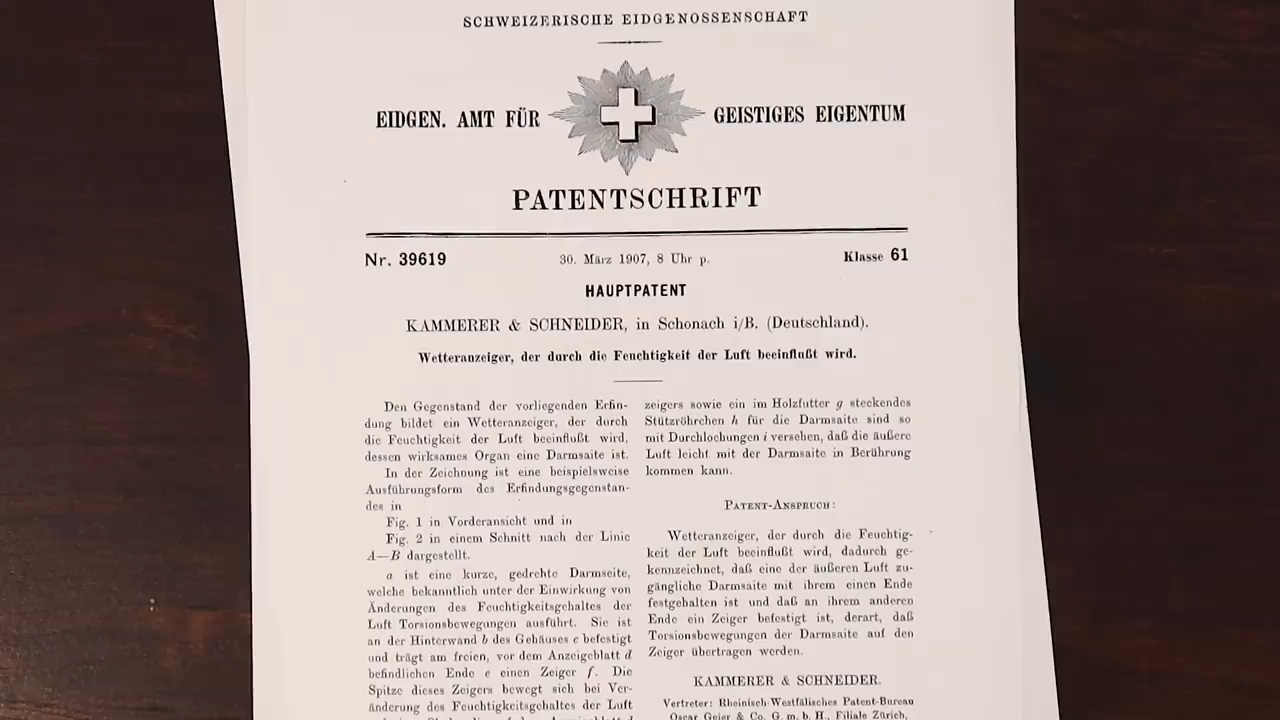 SCHWEIZERISCHE EIDGENOSSENSCHAFT
EIDGEN. AMT FÜR GEISTIGES EIGENTUM
PATENTSCHRIFT
Nr. 39619 30. März 1907, 8 Uhr p. Klasse 61
HAUPTPATENT
KAMMERER & SCHNEIDER, in Schonach i/B. (Deutschland).
Wetteranzeiger, der durch die Feuchtigkeit der Luft beeinflußt wird.
Den Gegenstand der vorliegenden Erfin-
dung bildet ein Wetteranzeiger, der durch
die Feuchtigkeit der Luft beeinflußt wird,
dessen wirksames Organ eine Darmsaite ist.
In der Zeichnung ist eine beispielsweise
Ausführungsform des Erfindungsgegenstan-
des in
Fig. 1 in Vorderansicht und in
Fig. 2 in einem Schnitt nach der Linie
A—B dargestellt.
a ist eine kurze, gedrehte Darmseite,
welche bekanntlich unter der Einwirkung von
Änderungen des Feuchtigkeitsgehaltes der
Luft Torsionsbewegungen ausführt. Sie ist
an der Hinterwand b des Gehäuses c befestigt
und trägt am freien, vor dem Anzeigeblatt d
befindlichen Ende e einen Zeiger f. Die
Spitze dieses Zeigers bewegt sich bei Ver-
änderung des Feuchtigkeitsgehaltes der Luft
zeigers sowie ein im Holzfutter g steckendes
Stützröhrchen h für die Darmsaite sind so
mit Durchlochungen i versehen, daß die äußere
Luft leicht mit der Darmsaite in Berührung
kommen kann.
PATENT-ANSPRUCH:
Wetteranzeiger, der durch die Feuchtig-
keit der Luft beeinflußt wird, dadurch ge-
kennzeichnet, daß eine der äußeren Luft zu-
gängliche Darmsaite mit ihrem einen Ende
festgehalten ist und daß an ihrem anderen
Ende ein Zeiger befestigt ist, derart, daß
Torsionsbewegungen der Darmsaite auf den
Zeiger übertragen werden.
KAMMERER & SCHNEIDER.
Vertreter: Rheinisch-Westfälisches Patent-Bureau
Oscar Geier & Co. G. m. b. H., Filiale Zürich,